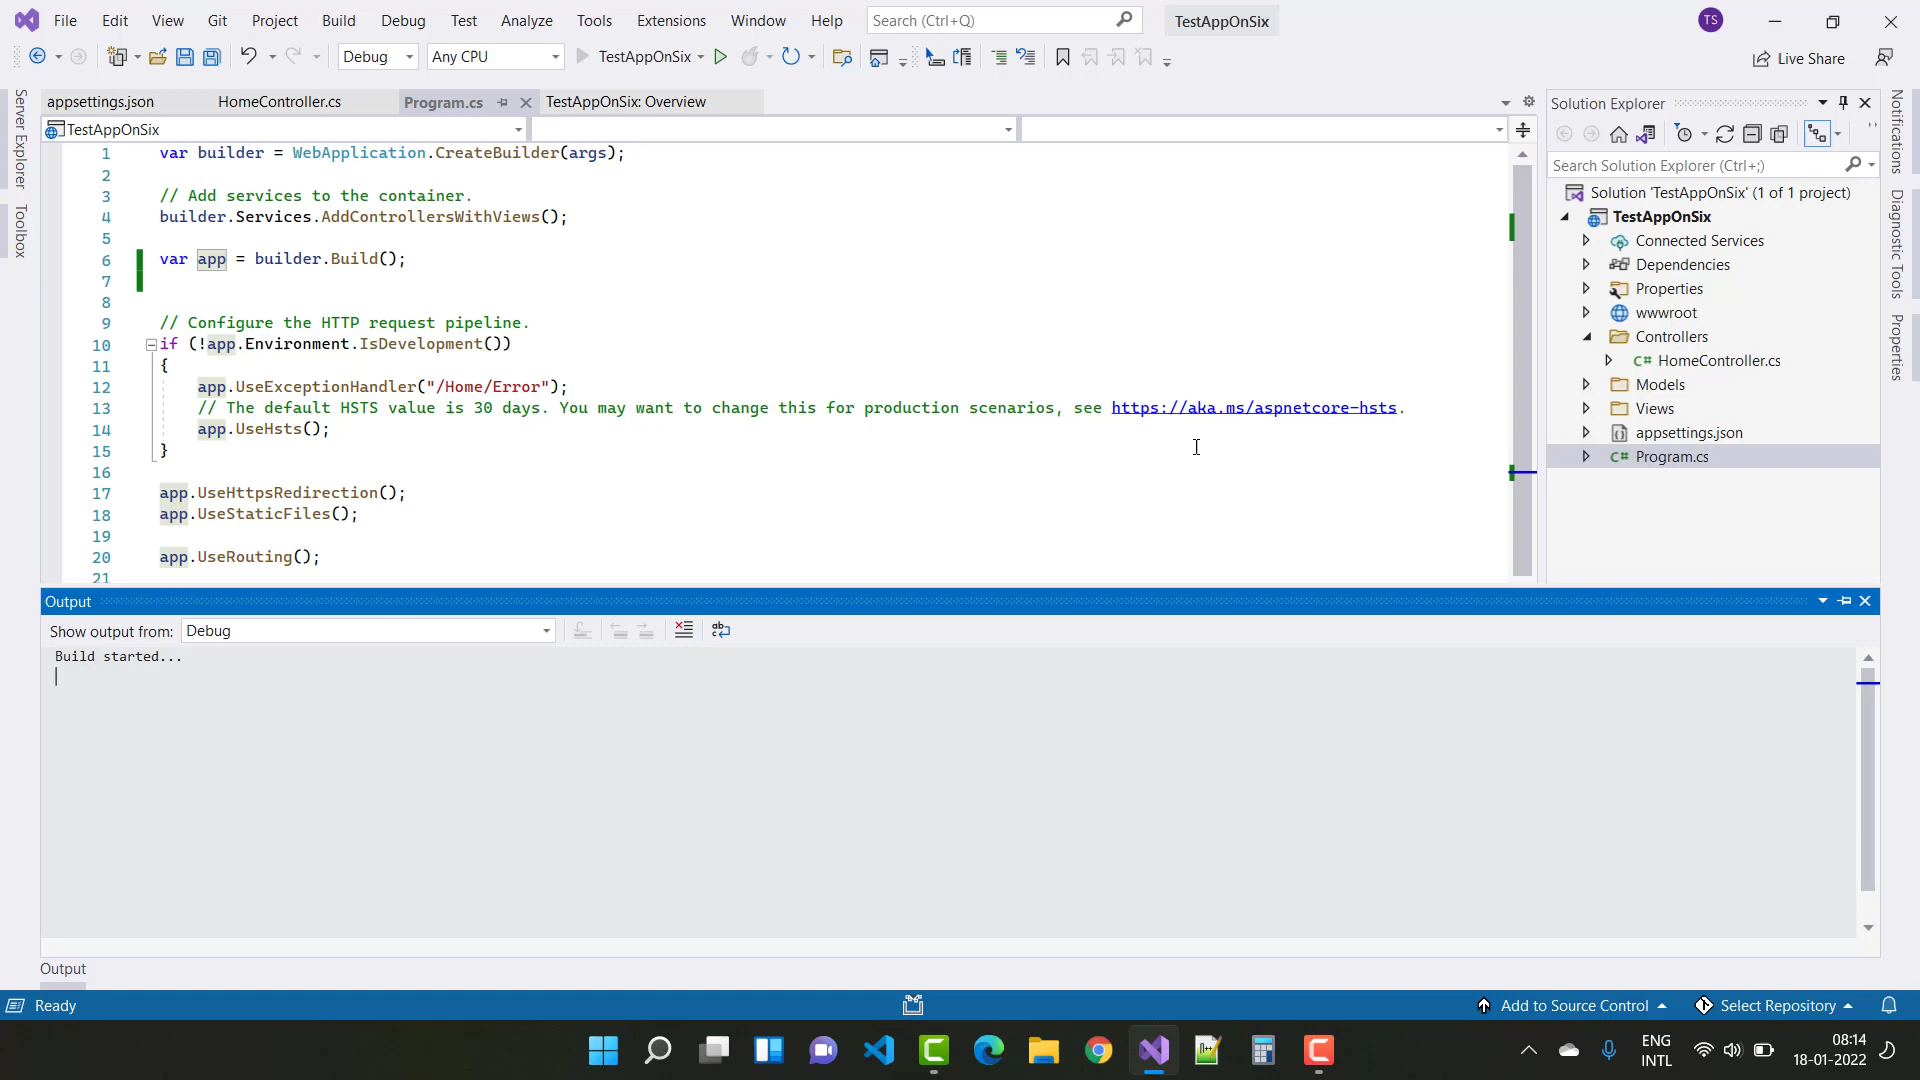 File Edit View Git Project Build Debug Test Analyze Tools Extensions Window Help Search (Ctrl+Q) TestAppOnSix TS
Debug Any CPU TestAppOnSix Live Share
appsettings.json HomeController.cs Program.cs TestAppOnSix: Overview
TestAppOnSix
1 var builder = WebApplication.CreateBuilder(args);
2
3 // Add services to the container.
4 builder.Services.AddControllersWithViews();
5
6 var app = builder.Build();
7
8
9 // Configure the HTTP request pipeline.
10 if (!app.Environment.IsDevelopment())
11 {
12 app.UseExceptionHandler("/Home/Error");
13 // The default HSTS value is 30 days. You may want to change this for production scenarios, see https://aka.ms/aspnetcore-hsts.
14 app.UseHsts();
15 }
16
17 app.UseHttpsRedirection();
18 app.UseStaticFiles();
19
20 app.UseRouting();
21
Server Explorer
Toolbox
Solution Explorer
Search Solution Explorer (Ctrl+;)
Solution 'TestAppOnSix' (1 of 1 project)
TestAppOnSix
Connected Services
Dependencies
Properties
wwwroot
Controllers
C# HomeController.cs
Models
Views
appsettings.json
C# Program.cs
Notifications
Diagnostic Tools
Properties
Output
Show output from: Debug
Build started...
Output
Ready Add to Source Control Select Repository
ENG 08:14
INTL 18-01-2022